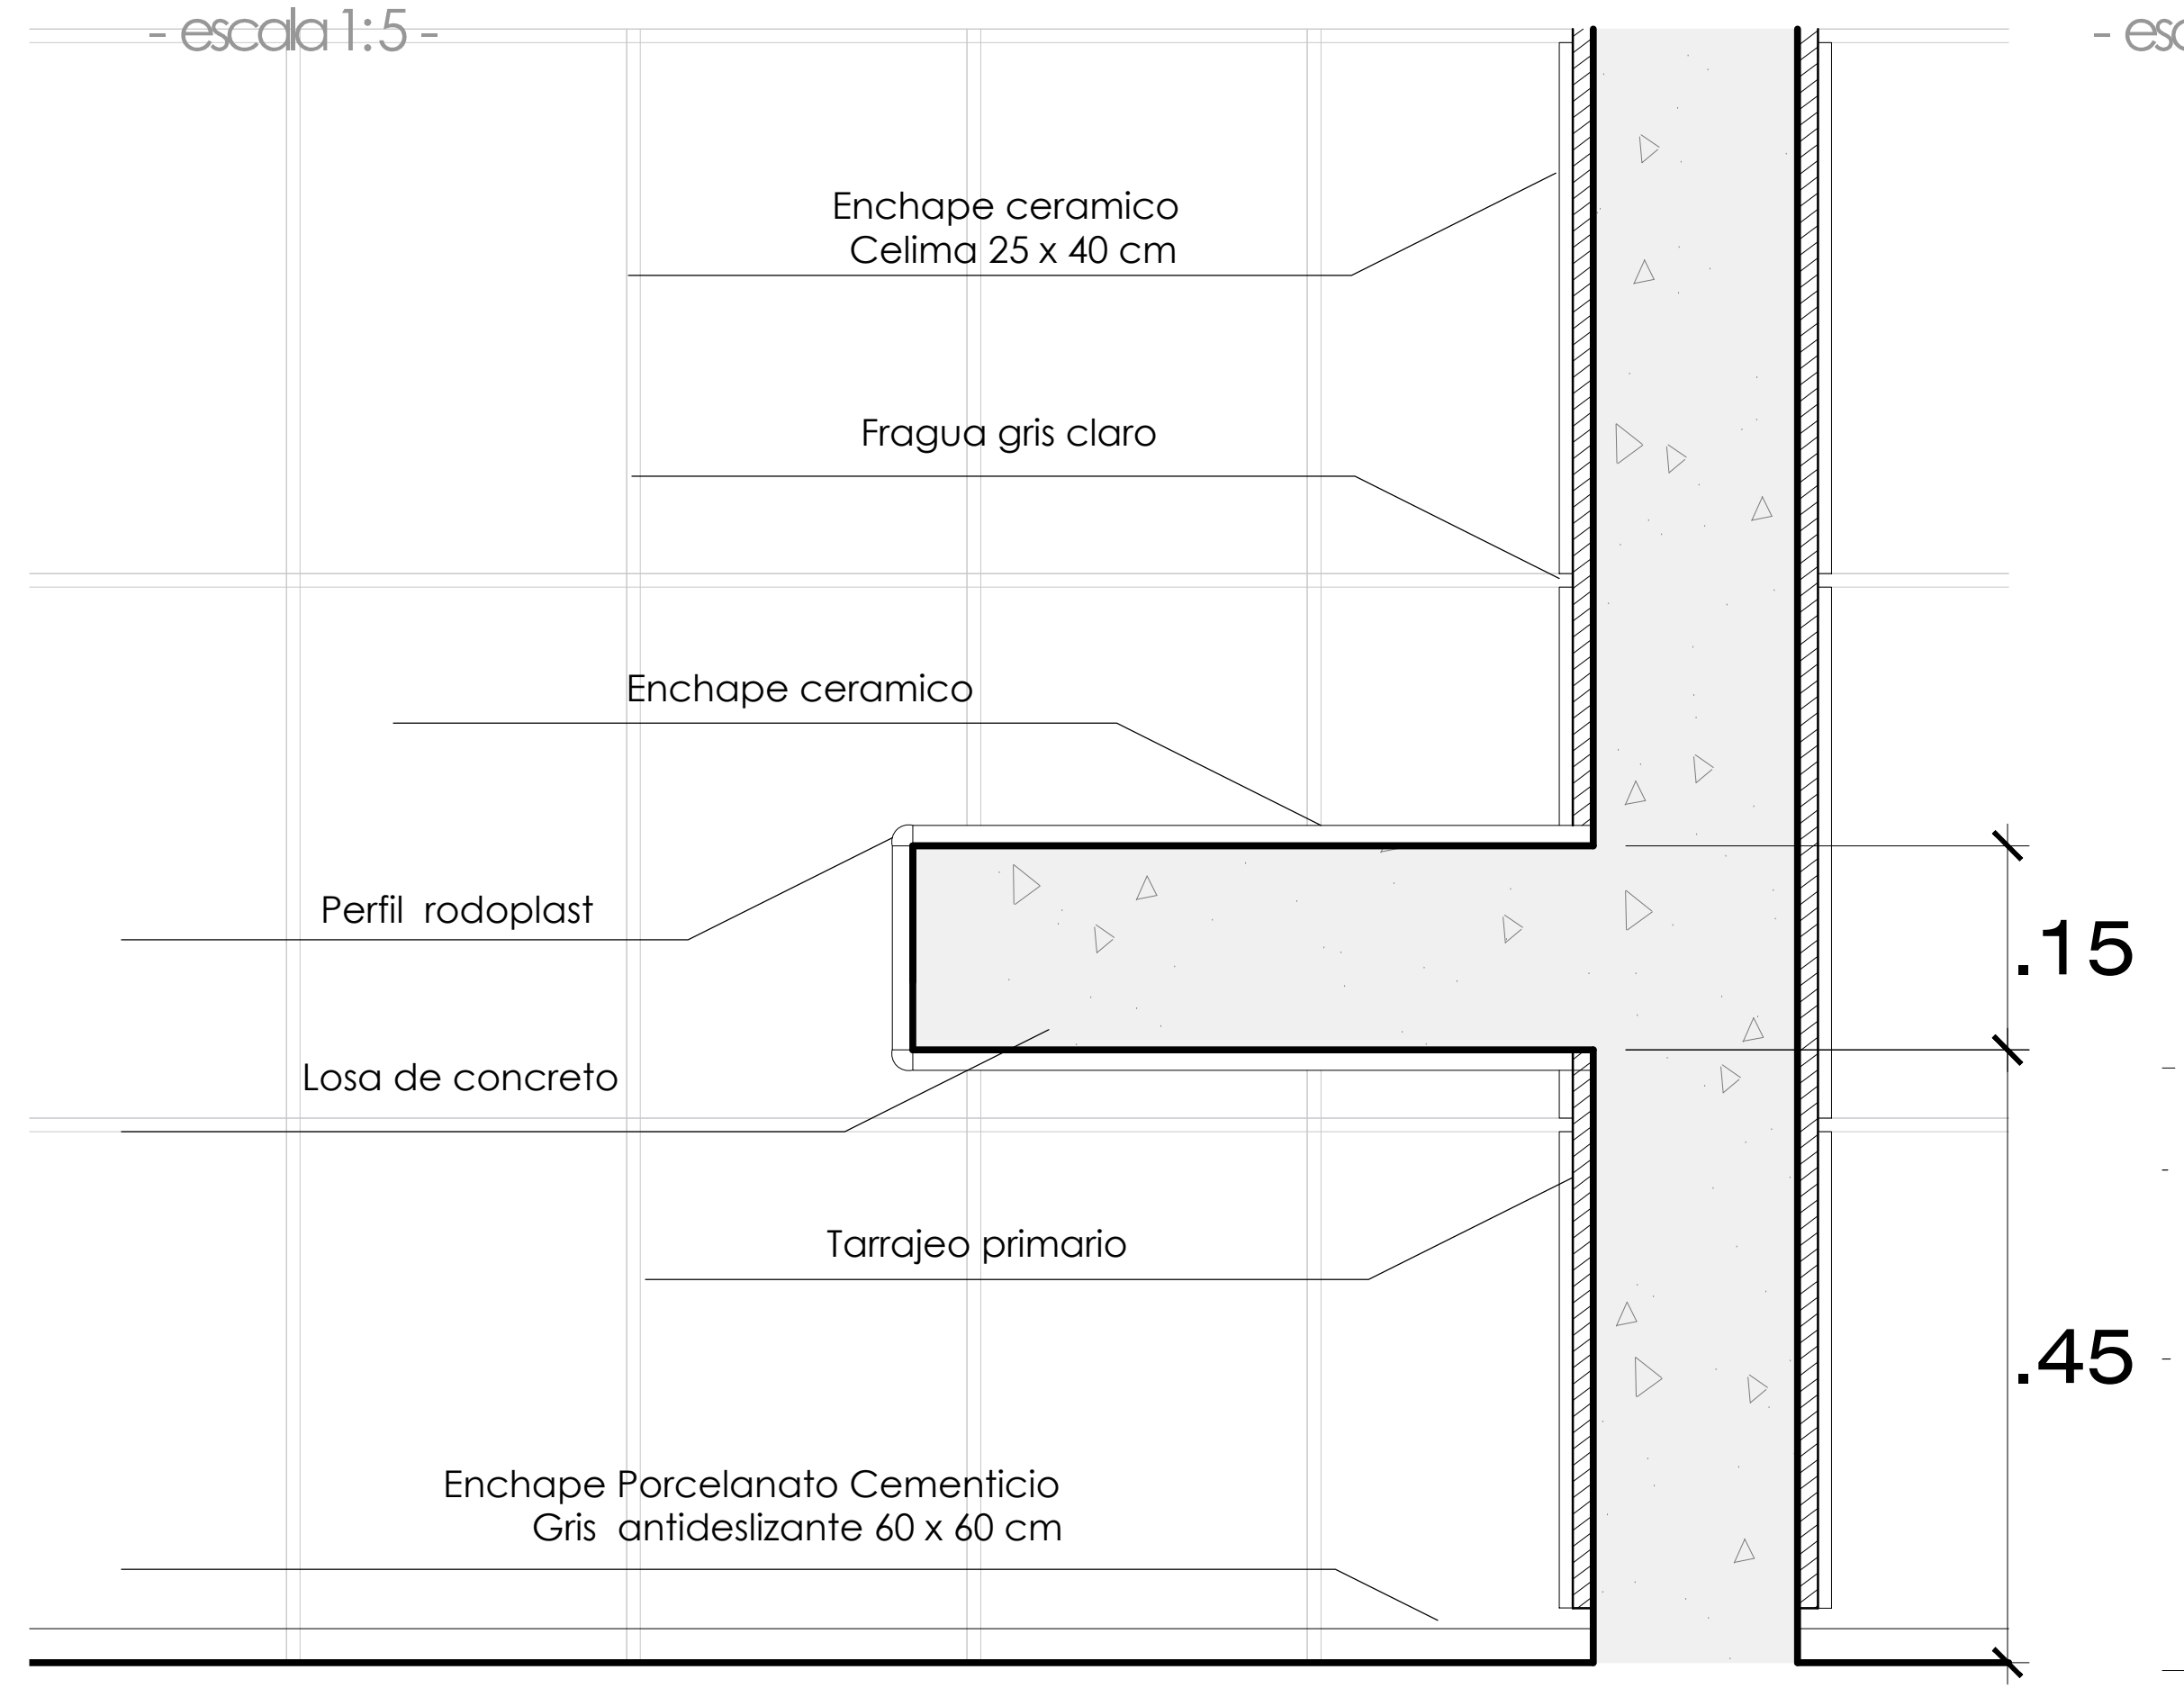 - escala 1:5 -
Enchape ceramico
Celima 25 x 40 cm
Fragua gris claro
Enchape ceramico
Perfil rodoplast
.15
Losa de concreto
Tarrajeo primario
.45
Enchape Porcelanato Cementicio
Gris antideslizante 60 x 60 cm